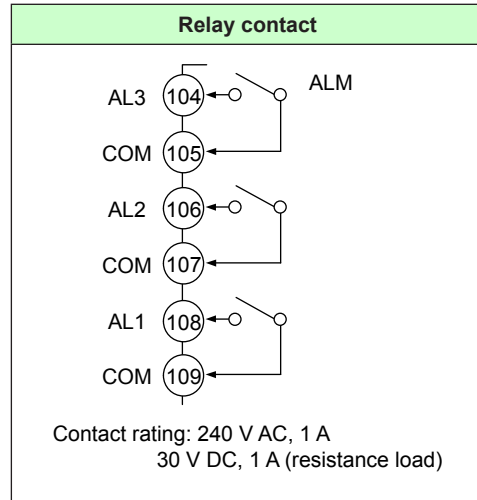 Relay contact
AL3 104 ALM
COM 105
AL2 106
COM 107
AL1 108
COM 109
Contact rating: 240 V AC, 1 A
30 V DC, 1 A (resistance load)